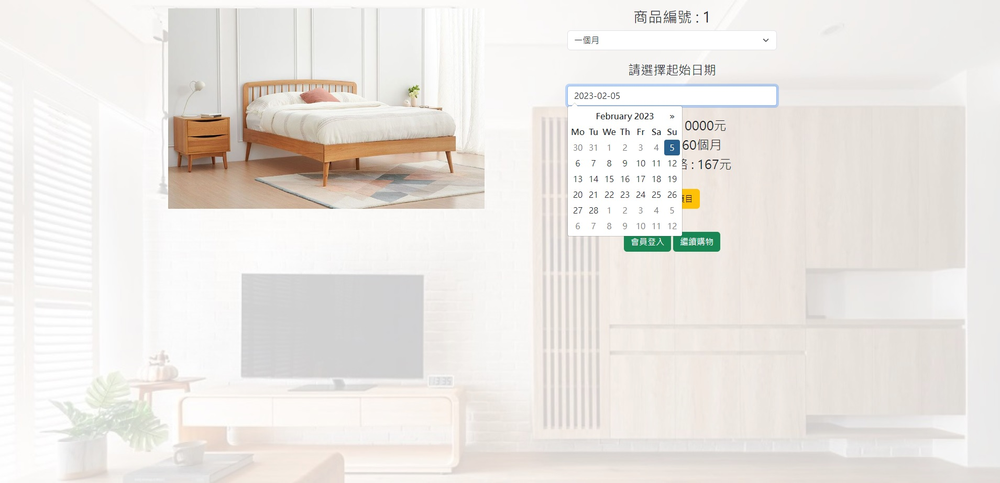 商品編號 : 1
一個月
請選擇起始日期
2023-02-05
February 2023 »
Mo Tu We Th Fr Sa Su
30 31 1 2 3 4 5
6 7 8 9 10 11 12
13 14 15 16 17 18 19
20 21 22 23 24 25 26
27 28 1 2 3 4 5
6 7 8 9 10 11 12
0000元
60個月
: 167元
目
會員登入 繼續購物
13:35